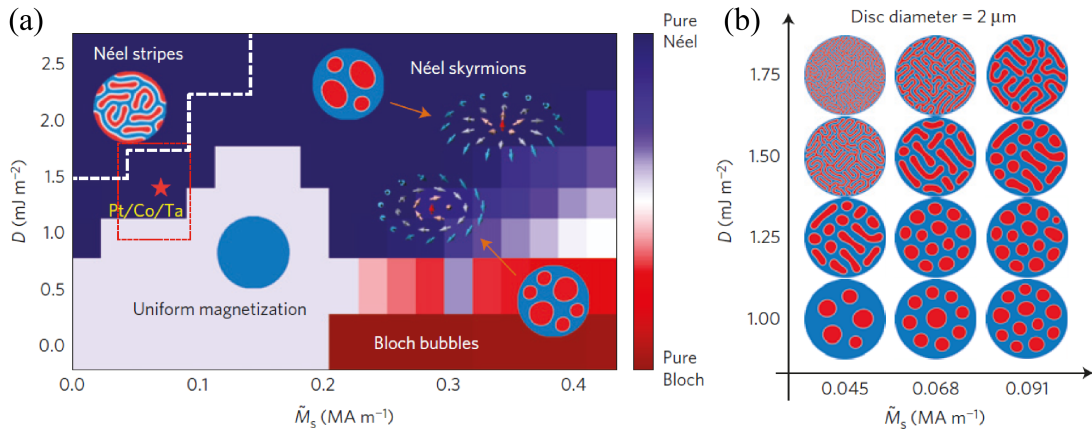 (a)
Néel stripes
Néel skyrmions
Pt/Co/Ta
Uniform magnetization
Bloch bubbles
D (mJ m⁻²)
2.5
2.0
1.5
1.0
0.5
0.0
0.0 0.1 0.2 0.3 0.4
M̃s (MA m⁻¹)
Pure
Néel
Pure
Bloch
(b)
Disc diameter = 2 μm
D (mJ m⁻²)
1.75
1.50
1.25
1.00
0.045 0.068 0.091
M̃s (MA m⁻¹)